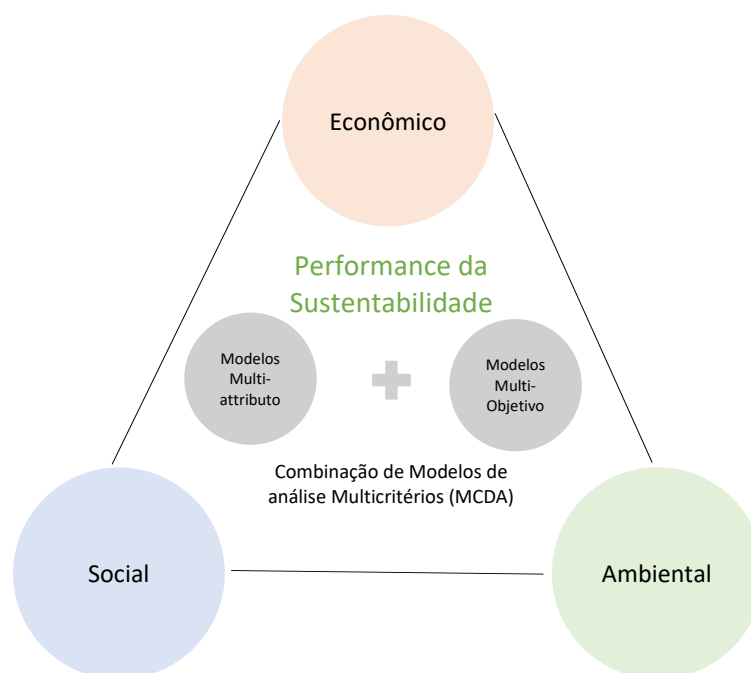 Econômico
Performance da
Sustentabilidade
Modelos
Multi-
attributo
Modelos
Multi-
Objetivo
Combinação de Modelos de
análise Multicritérios (MCDA)
Social
Ambiental